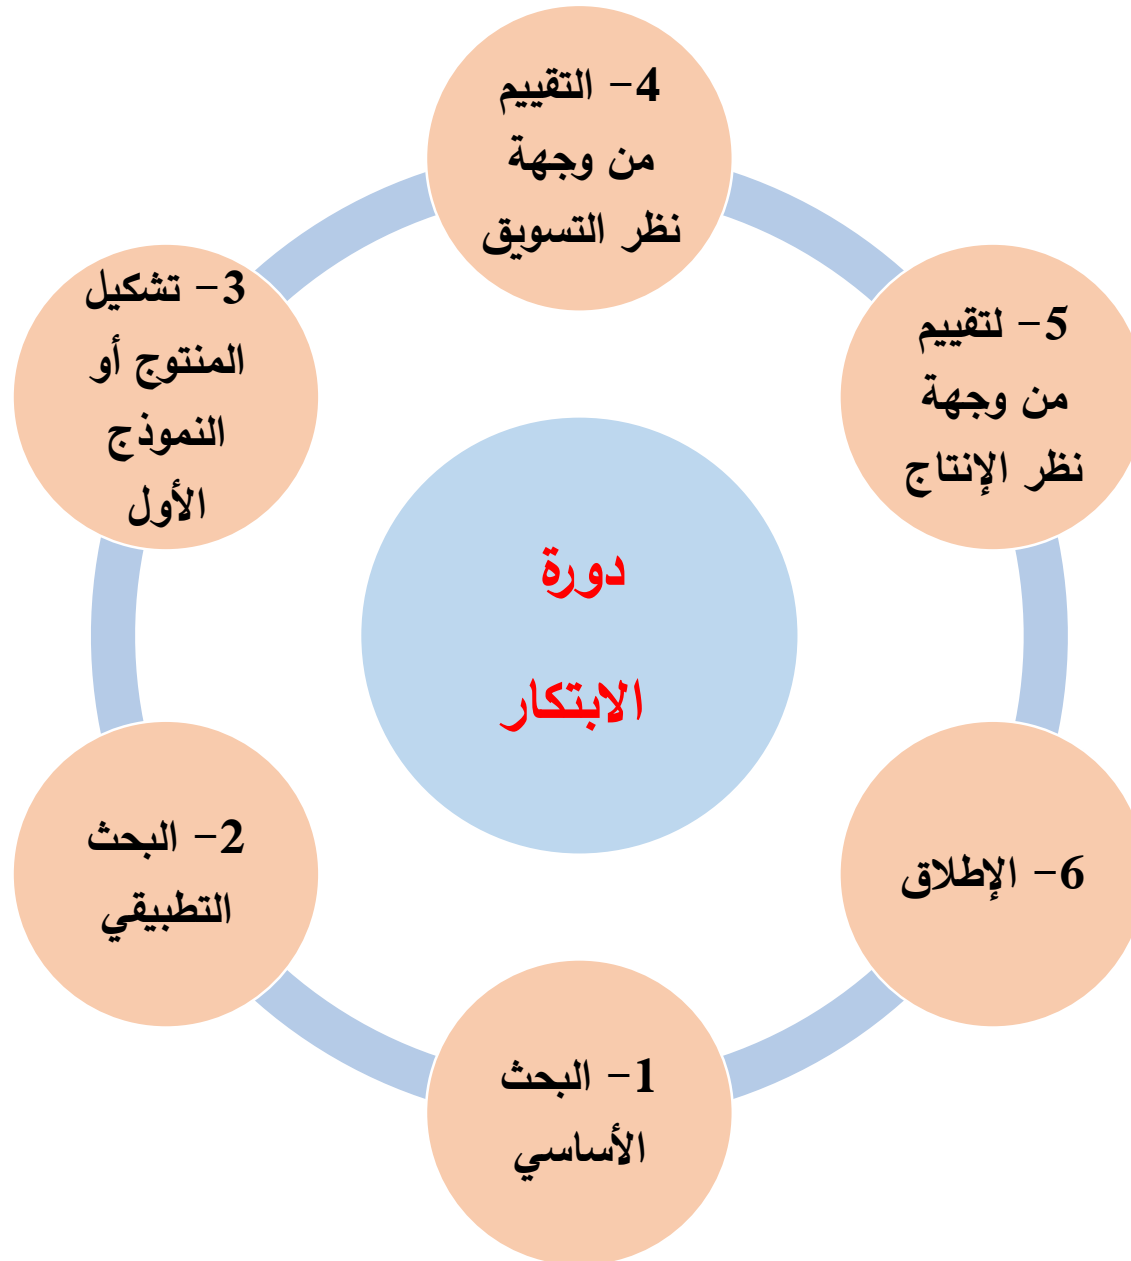 4- التقييم
من وجهة
نظر التسويق
5- لتقييم
من وجهة
نظر الإنتاج
6- الإطلاق
1- البحث
الأساسي
2- البحث
التطبيقي
3- تشكيل
المنتوج أو
النموذج
الأول
دورة
الابتكار